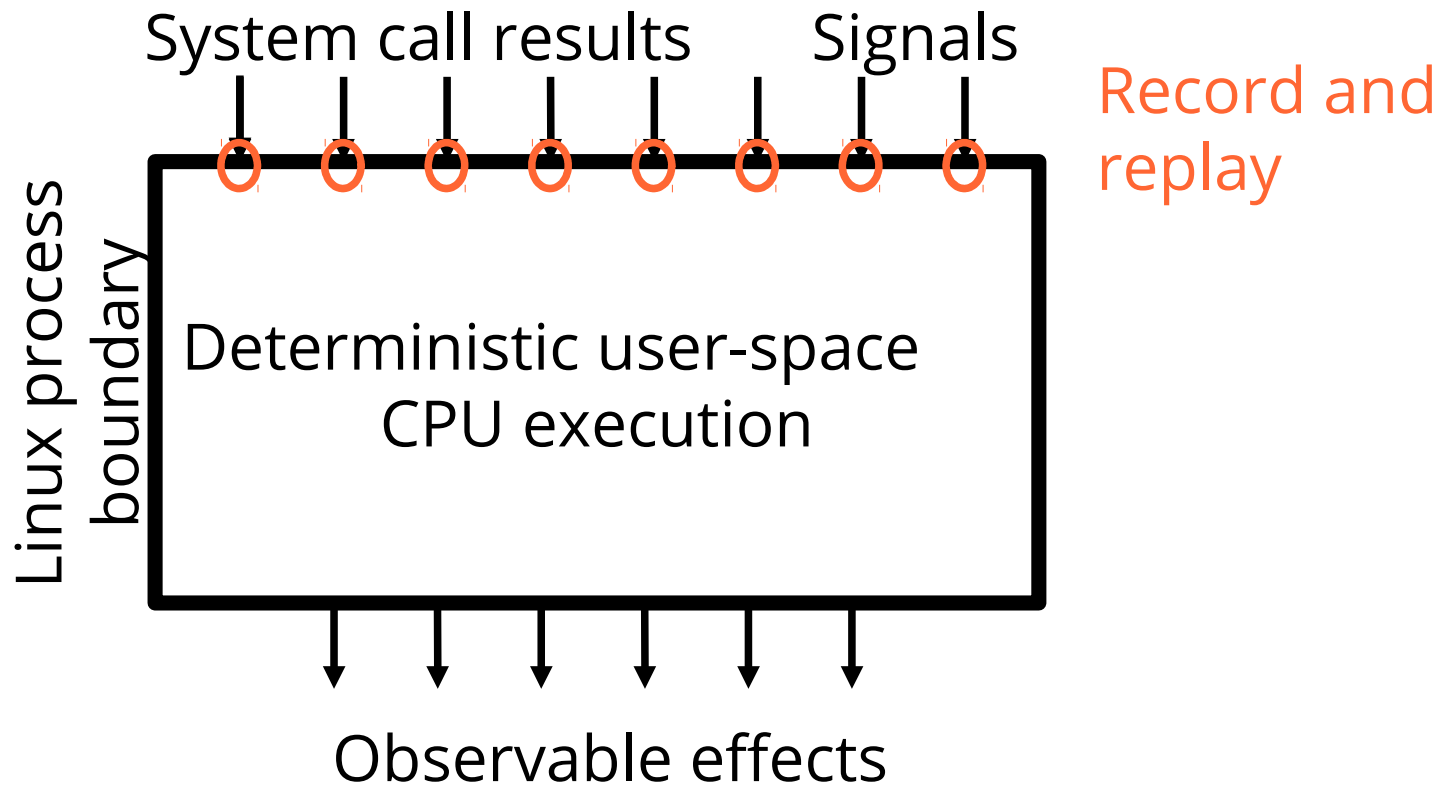 System call results
Signals
Record and
replay
Linux process
boundary
Deterministic user-space
CPU execution
Observable effects